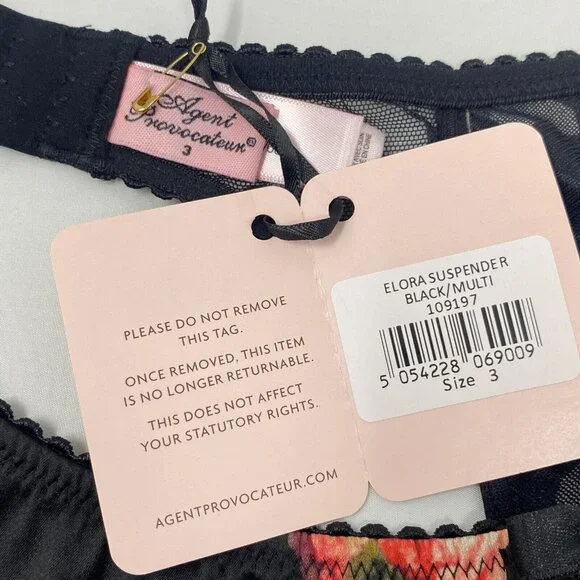 Agent
Provocateur®
3
PLEASE DO NOT REMOVE
THIS TAG.
ONCE REMOVED, THIS ITEM
IS NO LONGER RETURNABLE.
THIS DOES NOT AFFECT
YOUR STATUTORY RIGHTS.
AGENTPROVOCATEUR.COM
ELORA SUSPENDER
BLACK/MULTI
109197
5 054228 069009
Size 3